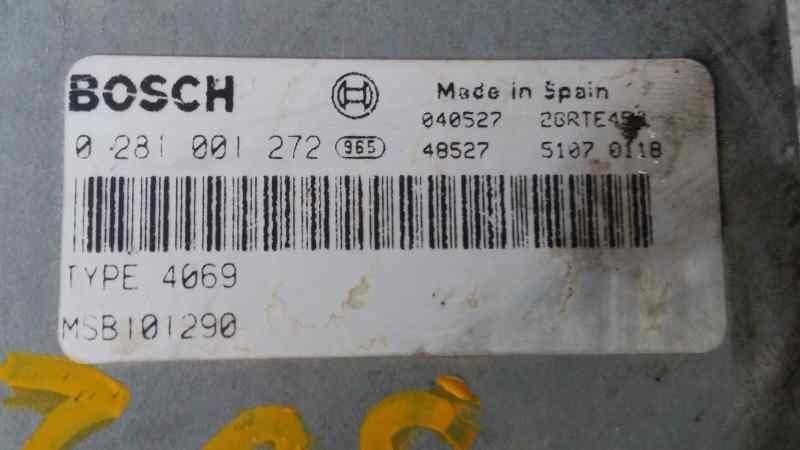 BOSCH
Made in Spain
040527
0 281 001 272 965 48527 5107 0118
TYPE 4069
MSB101290